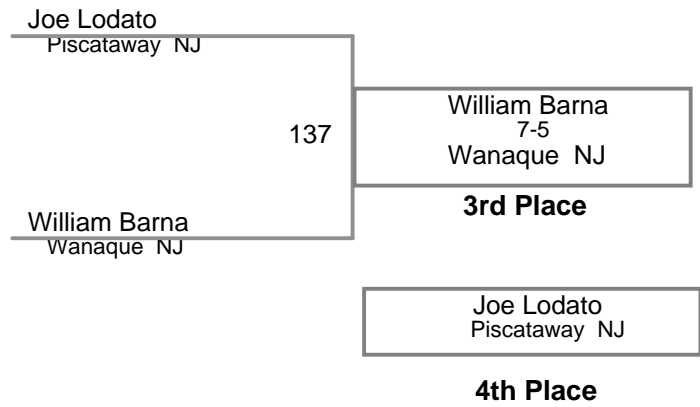 Joe Lodato
Piscataway NJ
137
William Barna
7-5
Wanaque NJ
3rd Place
William Barna
Wanaque NJ
Joe Lodato
Piscataway NJ
4th Place